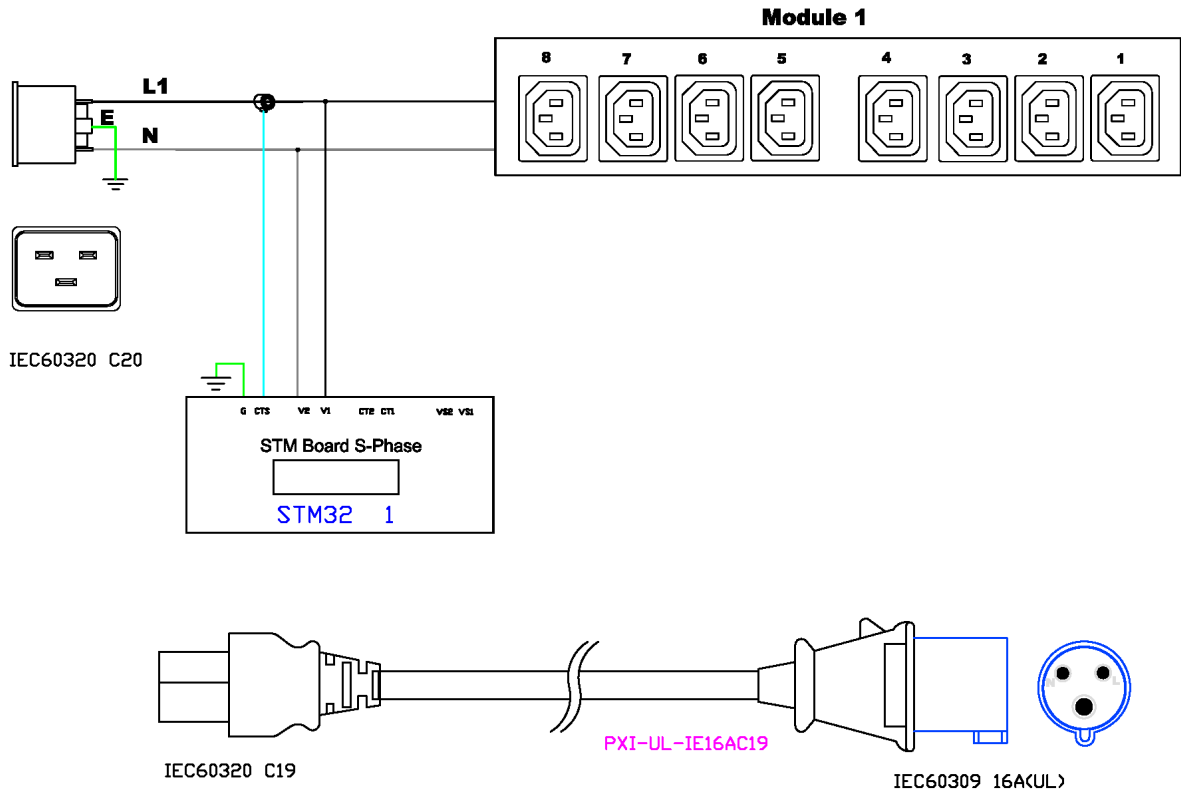 Module 1
8 7 6 5 4 3 2 1
L1
E
N
IEC60320 C20
G CTS V2 V1 CT2 CT1 VS2 VS1
STM Board S-Phase
STM32 1
N L
PXI-UL-IE16AC19
IEC60320 C19
IEC60309 16A(UL)